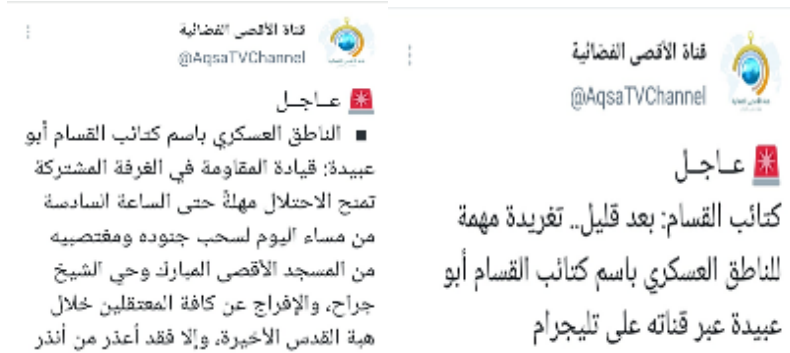 قناة الأقصى الفضائية
@AqsaTVChannel
عـاجـل
كتائب القسام: بعد قليل.. تغريدة مهمة
للناطق العسكري باسم كتائب القسام أبو
عبيدة عبر قناته على تليجرام
قناة الأقصى الفضائية
@AqsaTVChannel
عـاجـل
▪ الناطق العسكري باسم كتائب القسام أبو
عبيدة: قيادة المقاومة في الغرفة المشتركة
تمنح الاحتلال مهلةً حتى الساعة السادسة
من مساء اليوم لسحب جنوده ومغتصبيه
من المسجد الأقصى المبارك وحي الشيخ
جراح، والإفراج عن كافة المعتقلين خلال
هبة القدس الأخيرة، وإلا فقد أعذر من أنذر